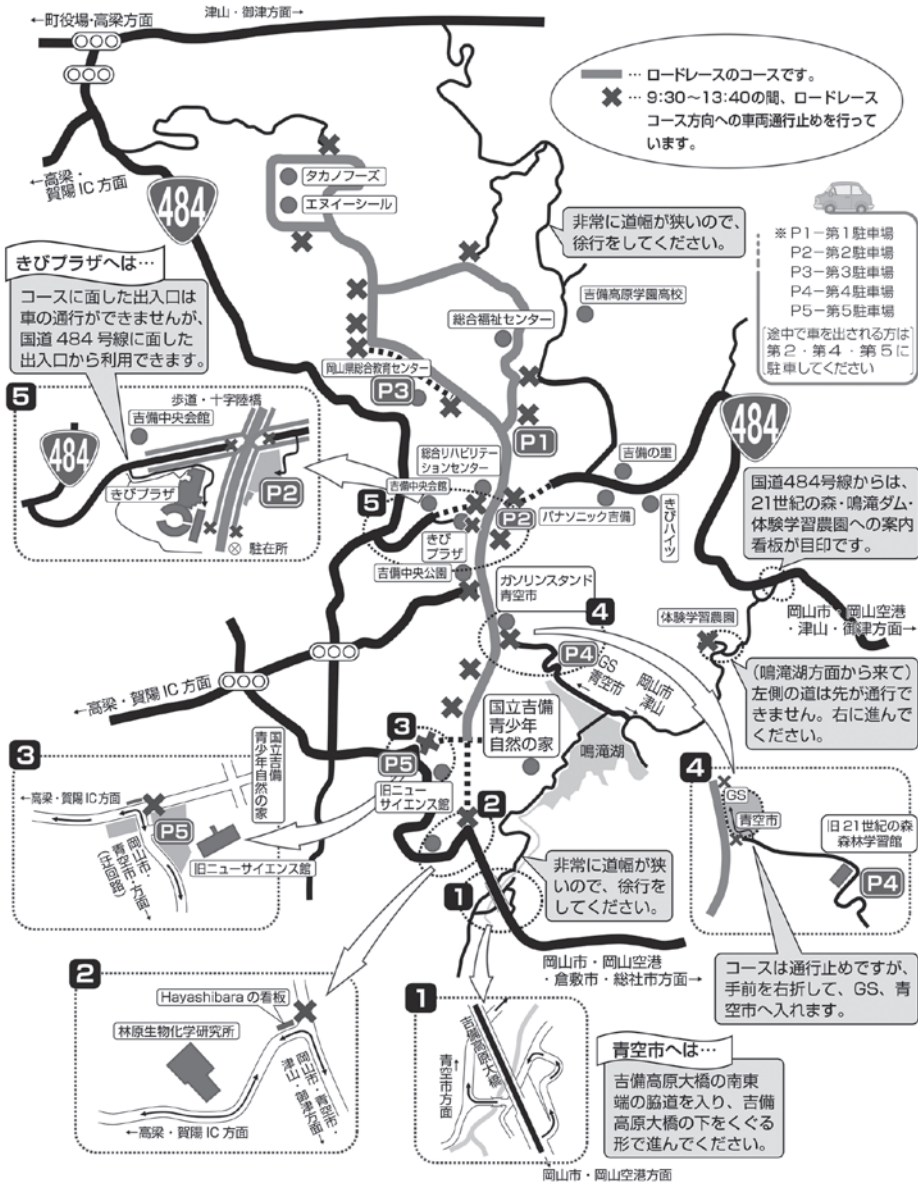 ←町役場・高梁方面
津山・御津方面→
… ロードレースのコースです。
… 9:30〜13:40の間、ロードレース
コース方向への車両通行止めを行って
います。
←高梁・
賀陽IC方面
484
タカノフーズ
エヌイーシール
非常に道幅が狭いので、
徐行をしてください。
※P1−第1駐車場
P2−第2駐車場
P3−第3駐車場
P4−第4駐車場
P5−第5駐車場
途中で車を出される方は
第2・第4・第5に
駐車してください
きびプラザへは…
コースに面した出入口は
車の通行ができませんが、
国道484号線に面した
出入口から利用できます。
吉備高原学園高校
総合福祉センター
岡山県総合教育センター
P3
P1
484
5
歩道・十字陸橋
吉備中央会館
484
きびプラザ
P2
駐在所
総合リハビリテー
ションセンター
吉備中央会館
5
きび
プラザ
P2
パナソニック吉備
吉備の里
きびハイツ
国道484号線からは、
21世紀の森・鳴滝ダム・
体験学習農園への案内
看板が目印です。
吉備中央公園
ガソリンスタンド
青空市
4
P4
GS
青空市
岡山市
津山
体験学習農園
岡山市・岡山空港
・津山・御津方面→
(鳴滝湖方面から来て)
左側の道は先が通行で
きません。右に進んで
ください。
←高梁・賀陽IC方面
国立吉備
青少年
自然の家
鳴滝湖
3
P5
旧ニュー
サイエンス館
2
3
←高梁・賀陽IC方面
国立吉備
青少年
自然の家
P5
旧ニューサイエンス館
岡山市・
青空市・方面→
(迂回路)
4
GS
青空市
旧21世紀の森
森林学習館
P4
非常に道幅が狭
いので、徐行を
してください。
1
岡山市・岡山空港
・倉敷市・総社市方面→
コースは通行止めですが、
手前を右折して、GS、青
空市へ入れます。
2
Hayashibaraの看板
林原生物化学研究所
岡山市・青空市・
津山・御津方面→
←高梁・賀陽IC方面
1
吉備高原大橋
青空市方面→
岡山市・岡山空港方面
青空市へは…
吉備高原大橋の南東
端の脇道を入り、吉備
高原大橋の下をくぐる
形で進んでください。